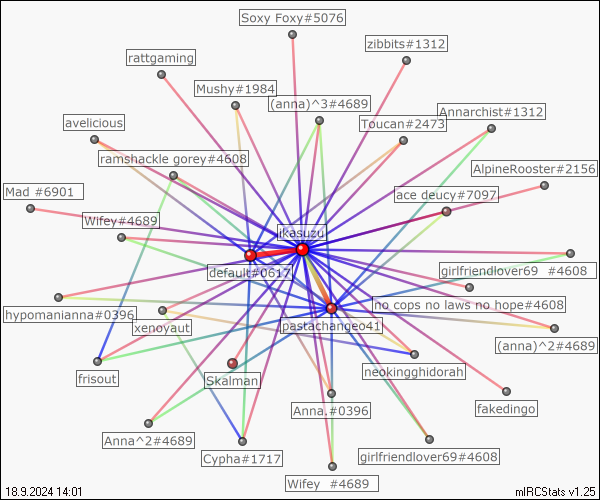 Soxy Foxy#5076
zibbits#1312
rattgaming
Mushy#1984
(anna)^3#4689
Annarchist#1312
avelicious
Toucan#2473
ramshackle gorey#4608
AlpineRooster#2156
Mad #6901
ace deucy#7097
Wifey#4689
ikasuzu
default#0617
girlfriendlover69 #4608
no cops no laws no hope#4608
hypomanianna#0396
xenoyaut
pastachangeo41
(anna)^2#4689
frisout
Skalman
neokingghidorah
Anna.#0396
fakedingo
Anna^2#4689
Cypha#1717
girlfriendlover69#4608
Wifey #4689
18.9.2024 14:01
mIRCStats v1.25